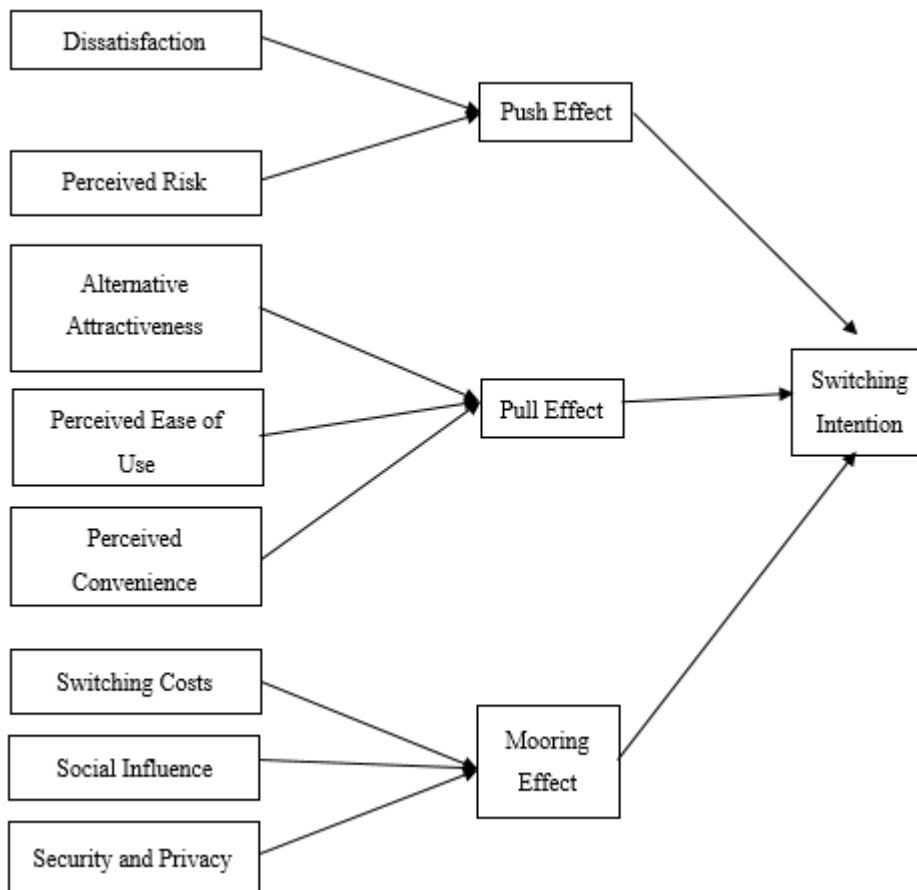 Dissatisfaction
Push Effect
Perceived Risk
Alternative
Attractiveness
Switching
Intention
Pull Effect
Perceived Ease of
Use
Perceived
Convenience
Switching Costs
Mooring
Effect
Social Influence
Security and Privacy